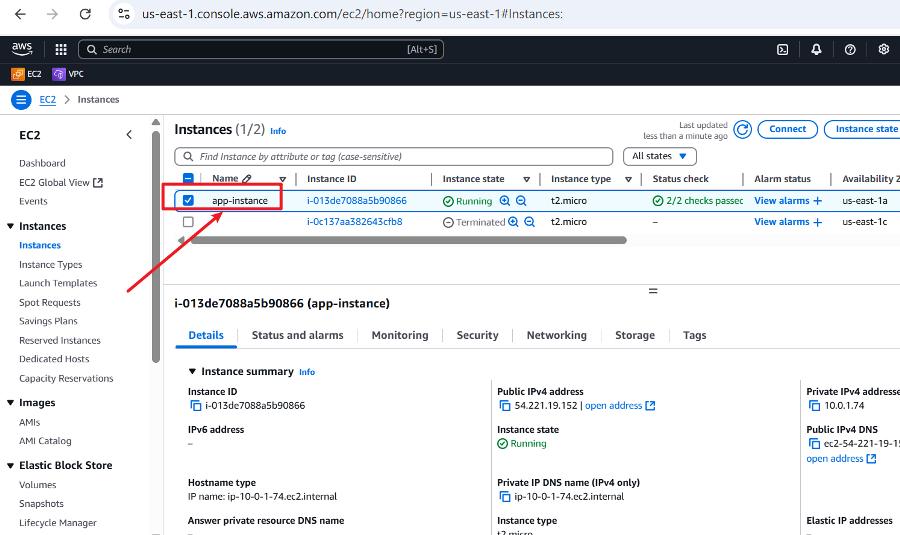 us-east-1.console.aws.amazon.com/ec2/home?region=us-east-1#Instances:
aws Search [Alt+S]
EC2 VPC
EC2 > Instances
EC2
Dashboard
EC2 Global View
Events
Instances
Instances
Instance Types
Launch Templates
Spot Requests
Savings Plans
Reserved Instances
Dedicated Hosts
Capacity Reservations
Images
AMIs
AMI Catalog
Elastic Block Store
Volumes
Snapshots
Lifecycle Manager
Instances (1/2) Info
Last updated
less than a minute ago
Connect
Instance state
Find Instance by attribute or tag (case-sensitive)
All states
Name Instance ID Instance state Instance type Status check Alarm status Availability Z
app-instance i-013de7088a5b90866 Running t2.micro 2/2 checks passec View alarms + us-east-1a
i-0c137aa382643cfb8 Terminated t2.micro – View alarms + us-east-1c
i-013de7088a5b90866 (app-instance)
Details Status and alarms Monitoring Security Networking Storage Tags
Instance summary Info
Instance ID
i-013de7088a5b90866
Public IPv4 address
54.221.19.152 | open address
Private IPv4 addresse
10.0.1.74
IPv6 address
–
Instance state
Running
Public IPv4 DNS
ec2-54-221-19-15
open address
Hostname type
IP name: ip-10-0-1-74.ec2.internal
Private IP DNS name (IPv4 only)
ip-10-0-1-74.ec2.internal
Answer private resource DNS name
Instance type
t2.micro
Elastic IP addresses